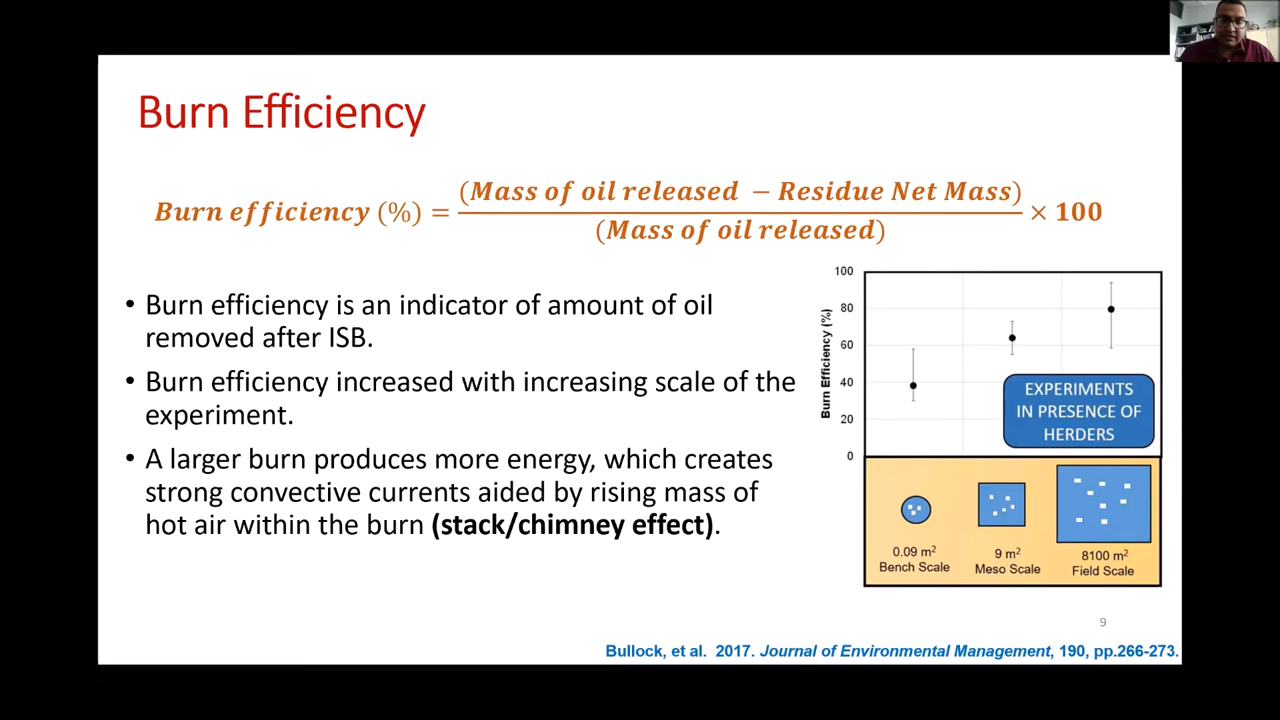 Burn Efficiency
Burn efficiency (%) = (Mass of oil released − Residue Net Mass) / (Mass of oil released) × 100
• Burn efficiency is an indicator of amount of oil
removed after ISB.
• Burn efficiency increased with increasing scale of the
experiment.
• A larger burn produces more energy, which creates
strong convective currents aided by rising mass of
hot air within the burn (stack/chimney effect).
Burn Efficiency (%)
100
80
60
40
20
0
EXPERIMENTS
IN PRESENCE OF
HERDERS
0.09 m²
Bench Scale
9 m²
Meso Scale
8100 m²
Field Scale
9
Bullock, et al. 2017. Journal of Environmental Management, 190, pp.266-273.